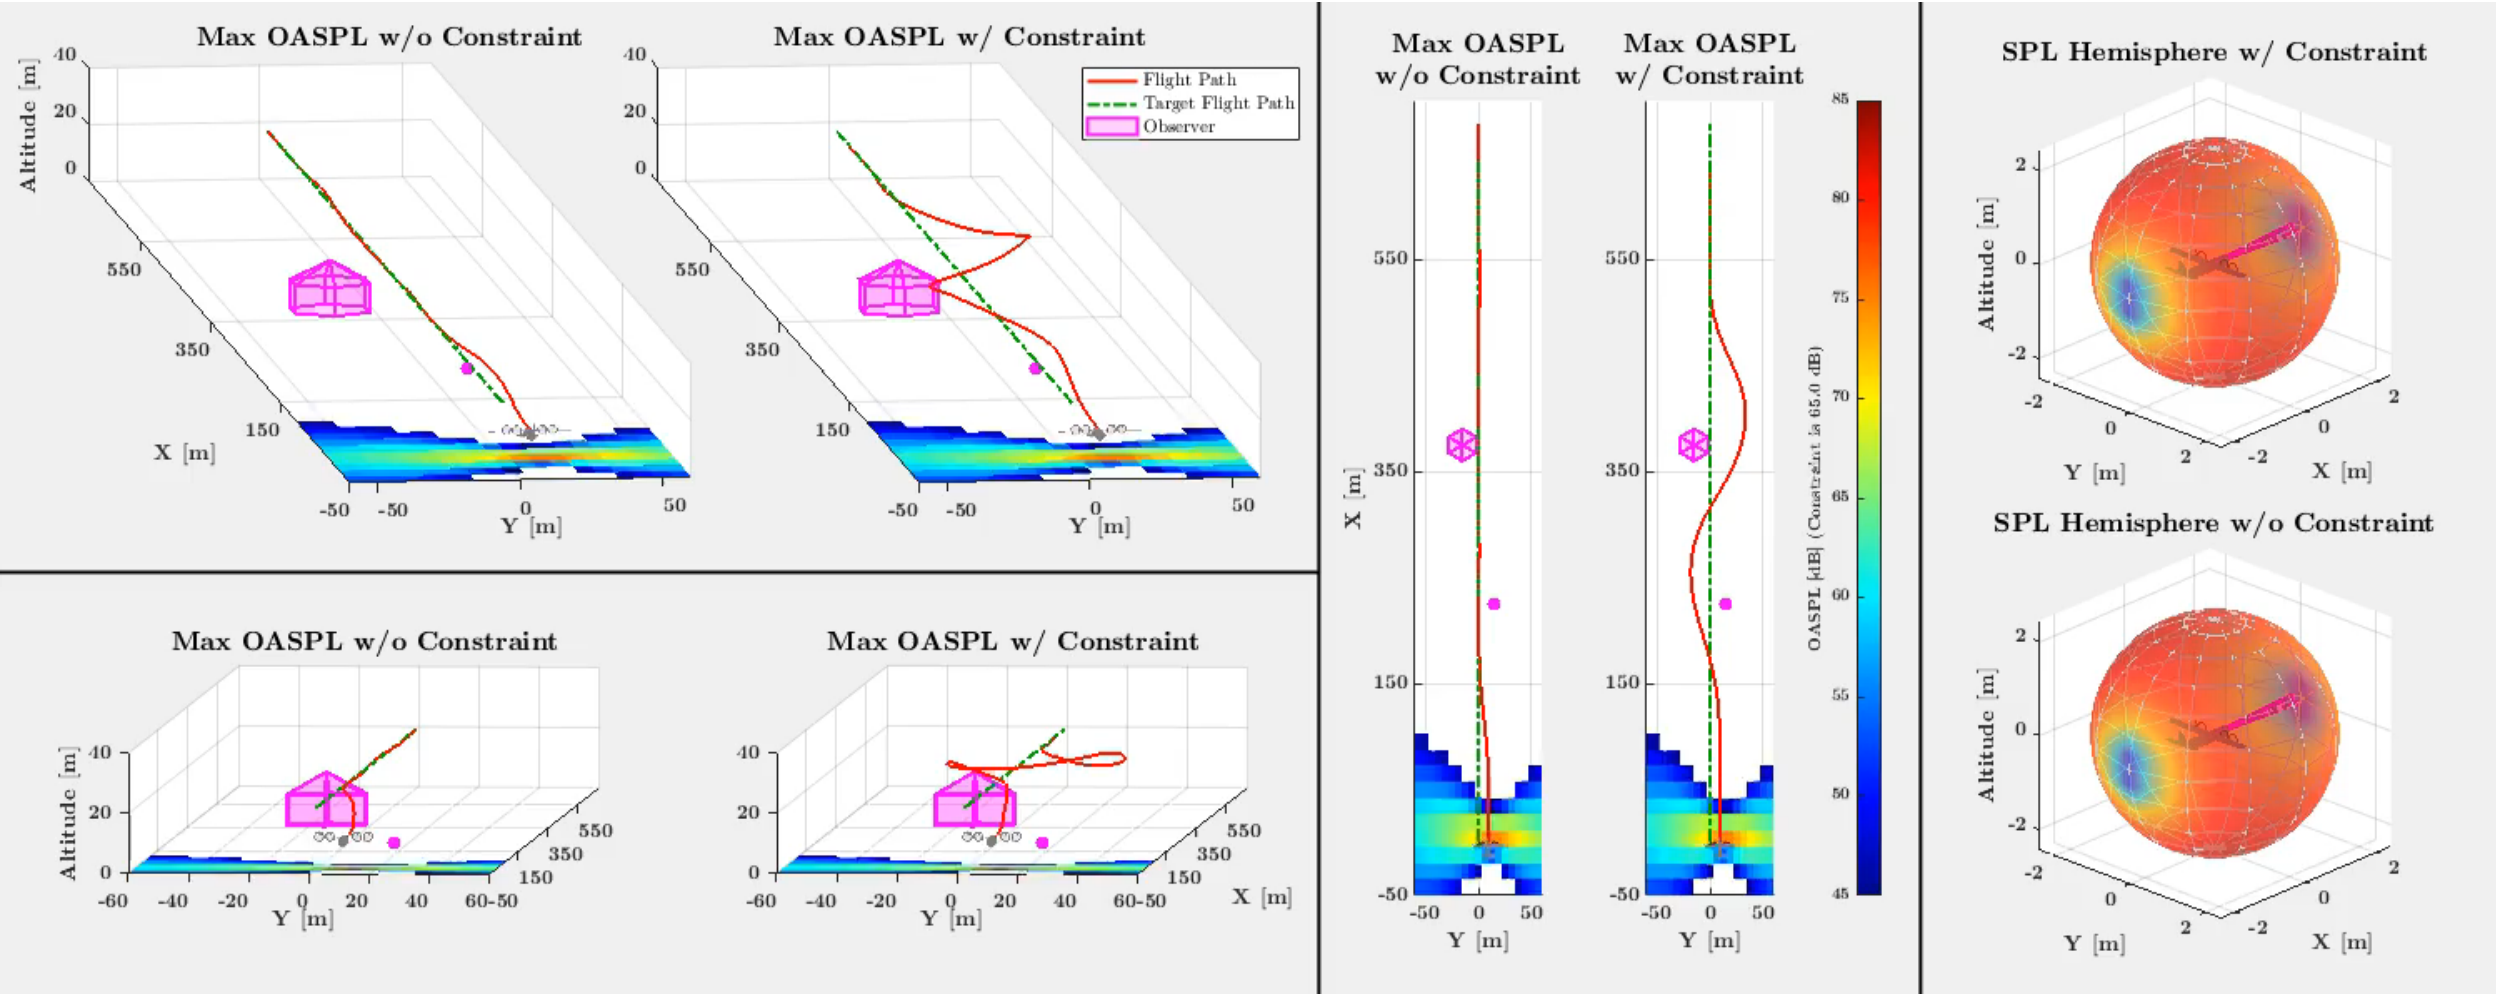 Max OASPL w/o Constraint
Altitude [m]
40
20
0
550
350
150
X [m]
-50
-50
0
50
Y [m]
Max OASPL w/ Constraint
40
20
0
550
350
150
-50
-50
0
50
Y [m]
Flight Path
Target Flight Path
Observer
Max OASPL w/o Constraint
Altitude [m]
40
20
0
-60
-40
-20
0
20
40
60
-50
150
350
550
Y [m]
Max OASPL w/ Constraint
40
20
0
-60
-40
-20
0
20
40
60
-50
150
350
550
Y [m]
X [m]
Max OASPL
w/o Constraint
X [m]
550
350
150
-50
-50
0
50
Y [m]
Max OASPL
w/ Constraint
550
350
150
-50
-50
0
50
Y [m]
OASPL [dB] (Constraint is 65.0 dB)
85
80
75
70
65
60
55
50
45
SPL Hemisphere w/ Constraint
Altitude [m]
2
0
-2
-2
0
2
Y [m]
-2
0
2
X [m]
SPL Hemisphere w/o Constraint
Altitude [m]
2
0
-2
-2
0
2
Y [m]
-2
0
2
X [m]